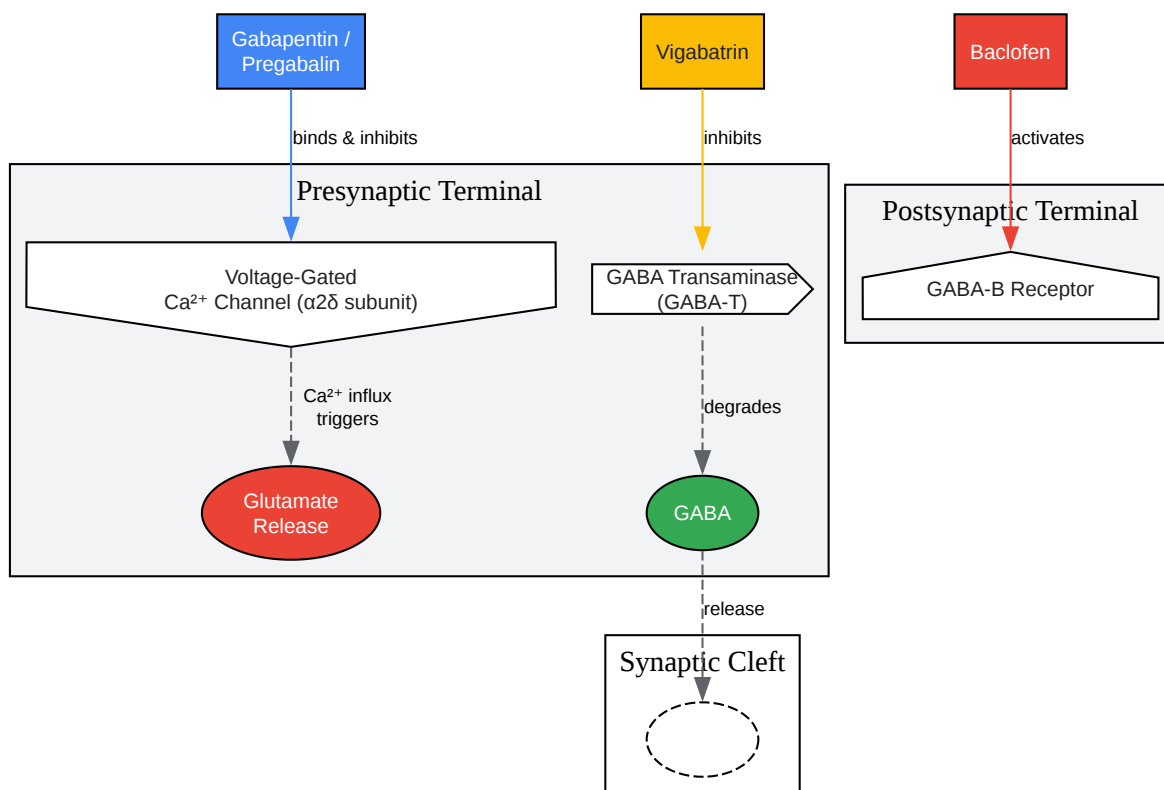 Gabapentin /
Pregabalin
Vigabatrin
Baclofen
binds & inhibits
inhibits
activates
Presynaptic Terminal
Postsynaptic Terminal
Voltage-Gated
Ca²⁺ Channel (α2δ subunit)
GABA Transaminase
(GABA-T)
GABA-B Receptor
Ca²⁺ influx
triggers
degrades
Glutamate
Release
GABA
release
Synaptic Cleft